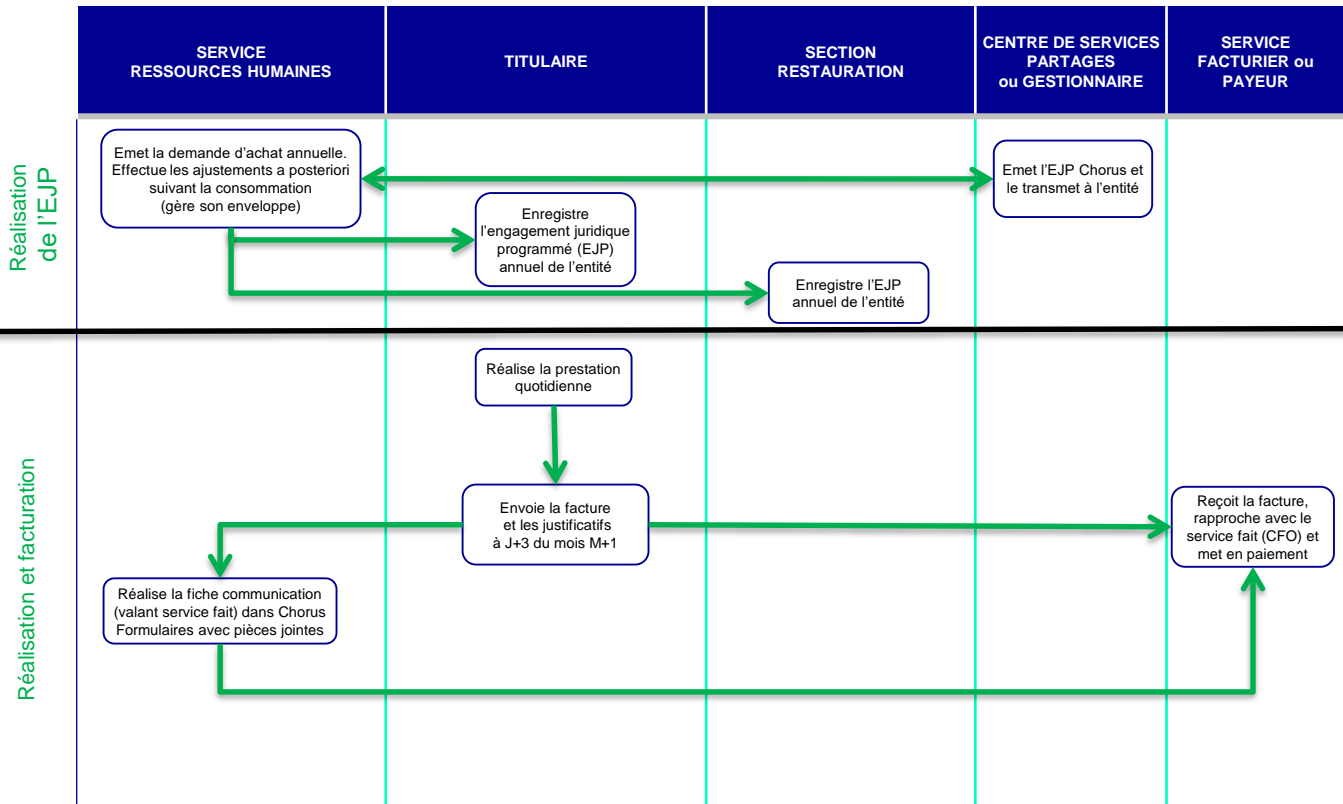 SERVICE
RESSOURCES HUMAINES
TITULAIRE
SECTION
RESTAURATION
CENTRE DE SERVICES
PARTAGES
ou GESTIONNAIRE
SERVICE
FACTURIER ou
PAYEUR
Réalisation
de l'EJP
Emet la demande d'achat annuelle.
Effectue les ajustements a posteriori
suivant la consommation
(gère son enveloppe)
Emet l'EJP Chorus et
le transmet à l'entité
Enregistre
l'engagement juridique
programmé (EJP)
annuel de l'entité
Enregistre l'EJP
annuel de l'entité
Réalisation et facturation
Réalise la prestation
quotidienne
Envoie la facture
et les justificatifs
à J+3 du mois M+1
Reçoit la facture,
rapproche avec le
service fait (CFO) et
met en paiement
Réalise la fiche communication
(valant service fait) dans Chorus
Formulaires avec pièces jointes